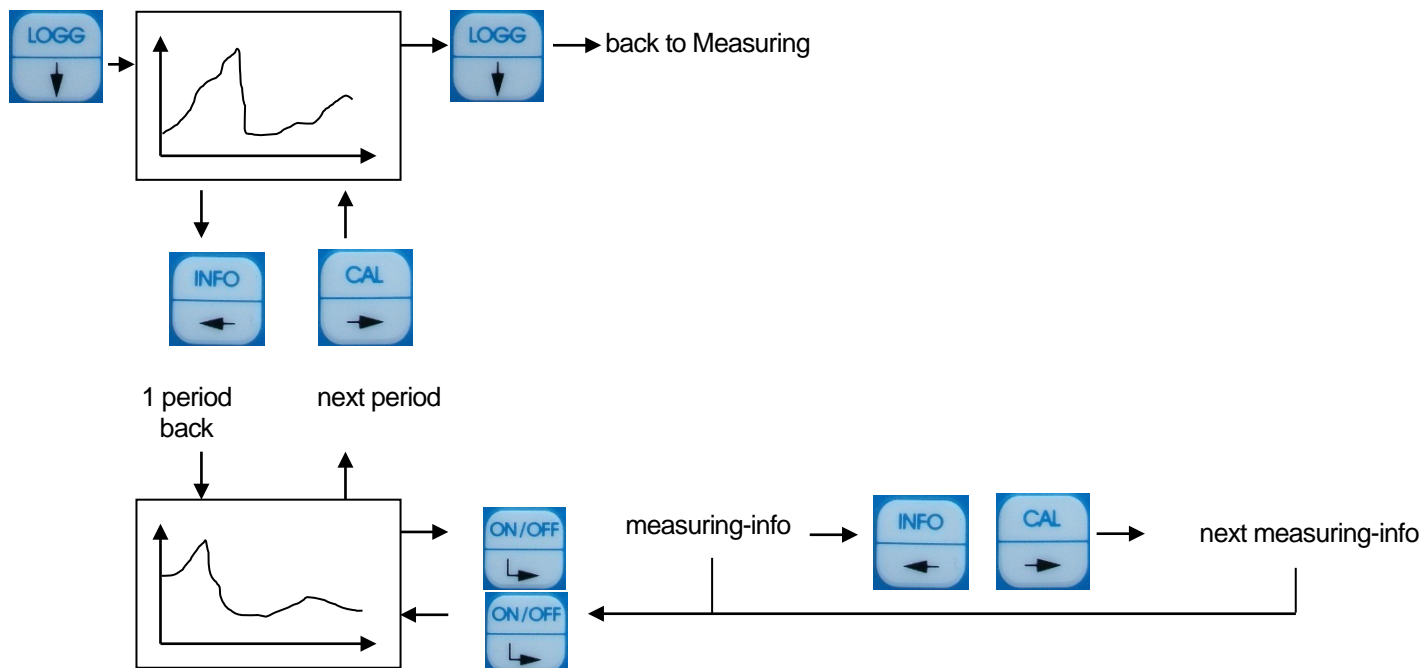 LOGG
LOGG
back to Measuring
INFO
CAL
1 period
back
next period
ON/OFF
measuring-info
INFO
CAL
next measuring-info
ON/OFF